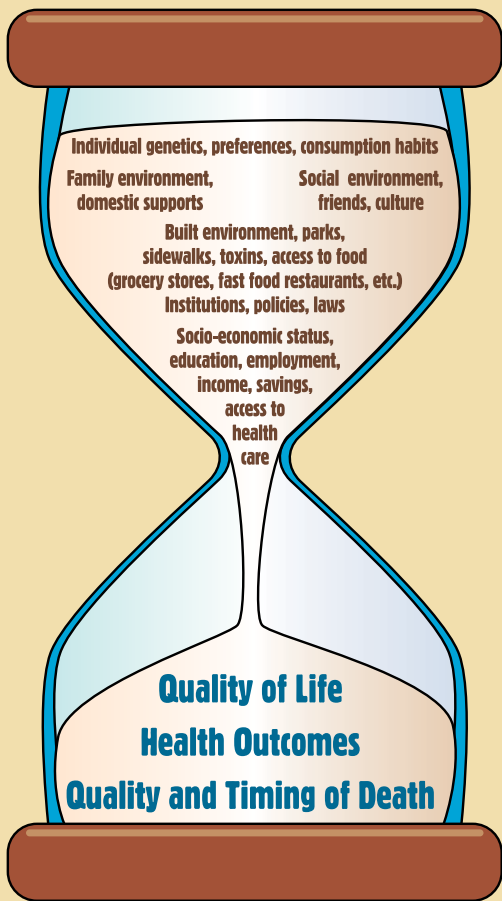 Individual genetics, preferences, consumption habits
Family environment,
domestic supports
Social environment,
friends, culture
Built environment, parks,
sidewalks, toxins, access to food
(grocery stores, fast food restaurants, etc.)
Institutions, policies, laws
Socio-economic status,
education, employment,
income, savings,
access to
health
care
Quality of Life
Health Outcomes
Quality and Timing of Death